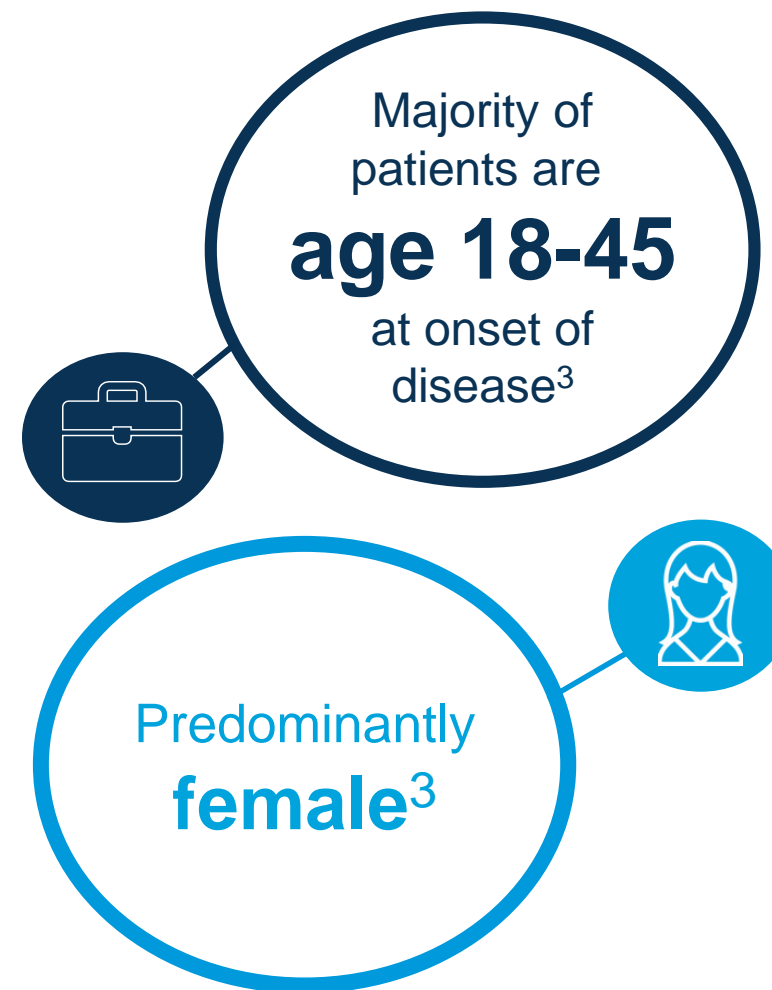 Majority of
patients are
age 18-45
at onset of
disease³
Predominantly
female³